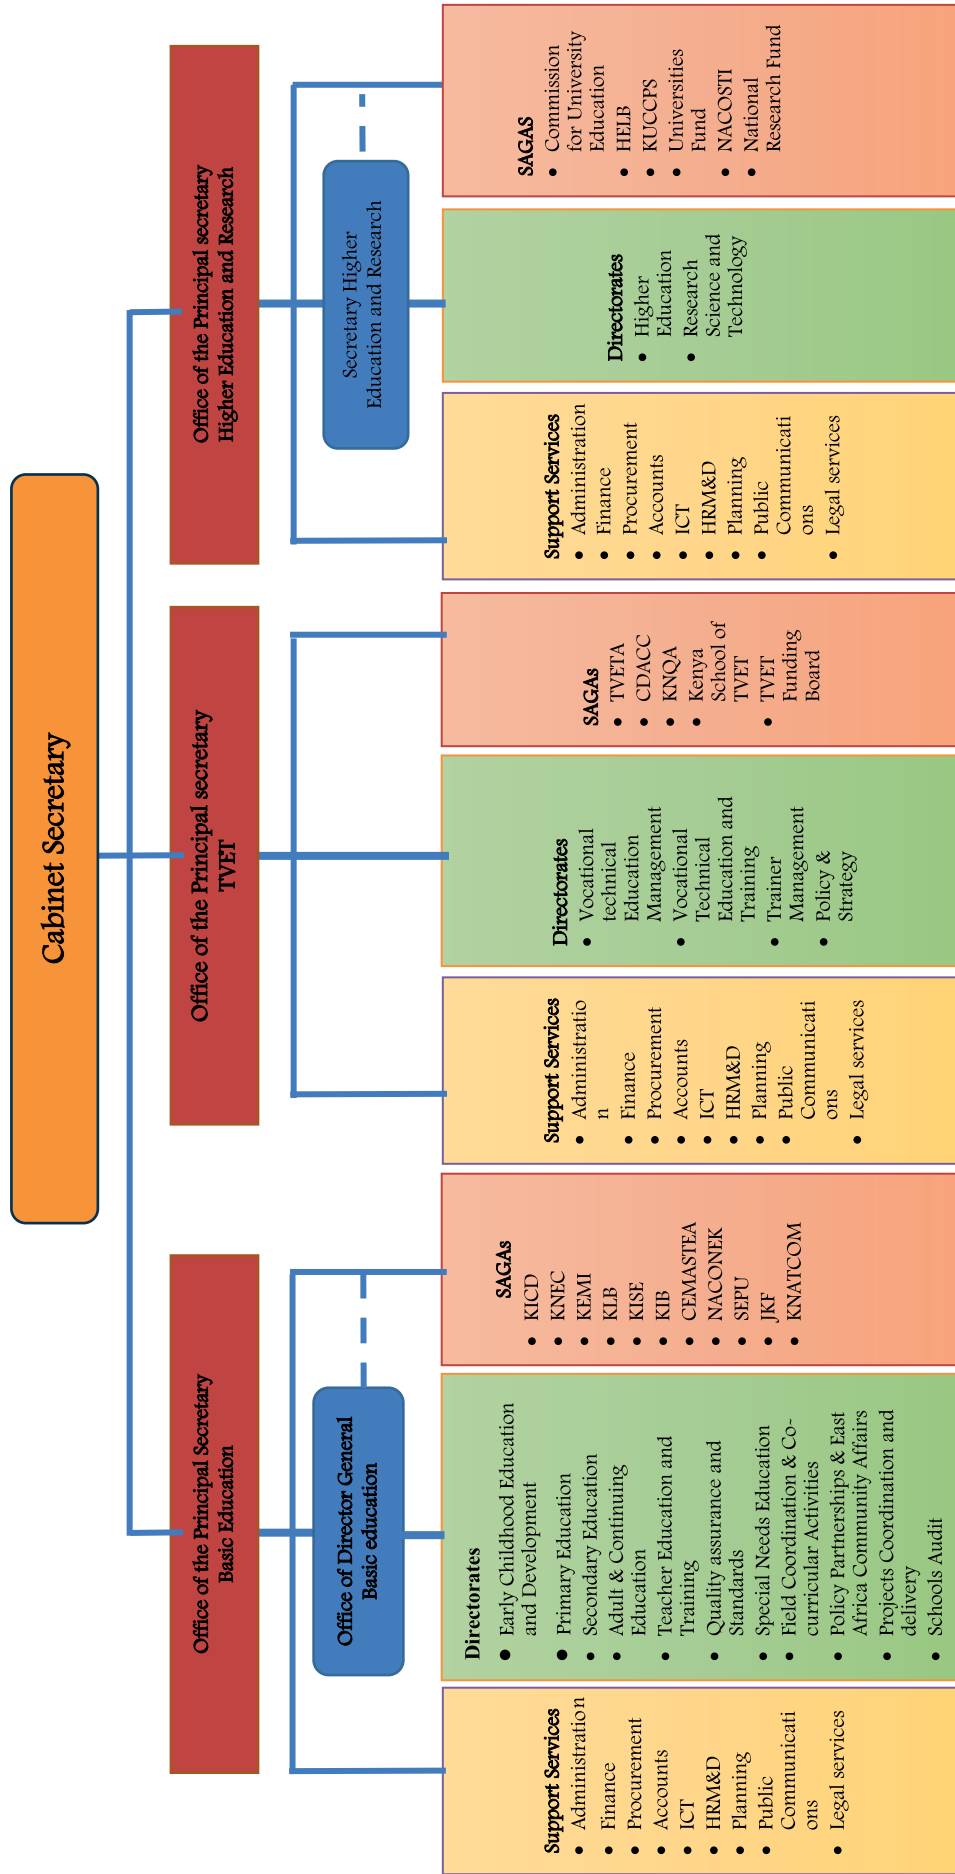 Cabinet Secretary
Office of the Principal Secretary
Basic Education
Office of the Principal secretary
TVET
Office of the Principal secretary
Higher Education and Research
Office of Director General
Basic education
Secretary Higher
Education and Research
Support Services
• Administration
• Finance
• Procurement
• Accounts
• ICT
• HRM&D
• Planning
• Public
Communicati
ons
• Legal services
Directorates
• Early Childhood Education
and Development
• Primary Education
• Secondary Education
• Adult & Continuing
Education
• Teacher Education and
Training
• Quality assurance and
Standards
• Special Needs Education
• Field Coordination & Co-
curricular Activities
• Policy Partnerships & East
Africa Community Affairs
• Projects Coordination and
delivery
• Schools Audit
SAGAs
• KICD
• KNEC
• KEMI
• KLB
• KISE
• KIB
• CEMASTEA
• NACONEK
• SEPU
• JKF
• KNATCOM
Support Services
• Administratio
n
• Finance
• Procurement
• Accounts
• ICT
• HRM&D
• Planning
• Public
Communicati
ons
• Legal services
Directorates
• Vocational
technical
Education
Management
• Vocational
Technical
Education and
Training
• Trainer
Management
• Policy &
Strategy
SAGAs
• TVETA
• CDACC
• KNQA
• Kenya
School of
TVET
• TVET
Funding
Board
Support Services
• Administration
• Finance
• Procurement
• Accounts
• ICT
• HRM&D
• Planning
• Public
Communicati
ons
• Legal services
Directorates
• Higher
Education
• Research
Science and
Technology
SAGAS
• Commission
for University
Education
• HELB
• KUCCPS
• Universities
Fund
• NACOSTI
• National
Research Fund